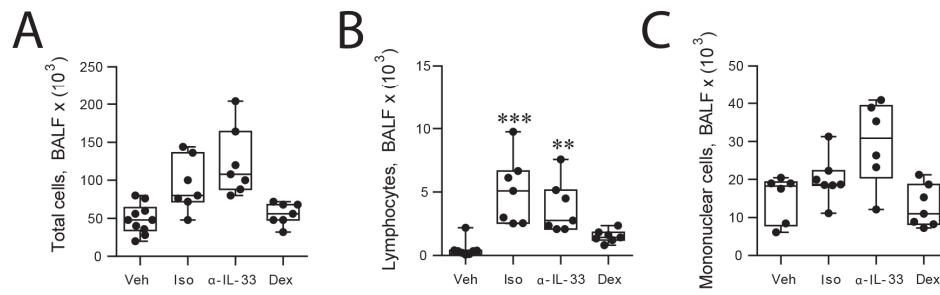 A
Total cells, BALF x (10³)
250
200
150
100
50
0
Veh Iso α-IL-33 Dex
B
Lymphocytes, BALF x (10³)
15
10
5
0
***
**
Veh Iso α-IL-33 Dex
C
Mononuclear cells, BALF x (10³)
50
40
30
20
10
0
Veh Iso α-IL-33 Dex